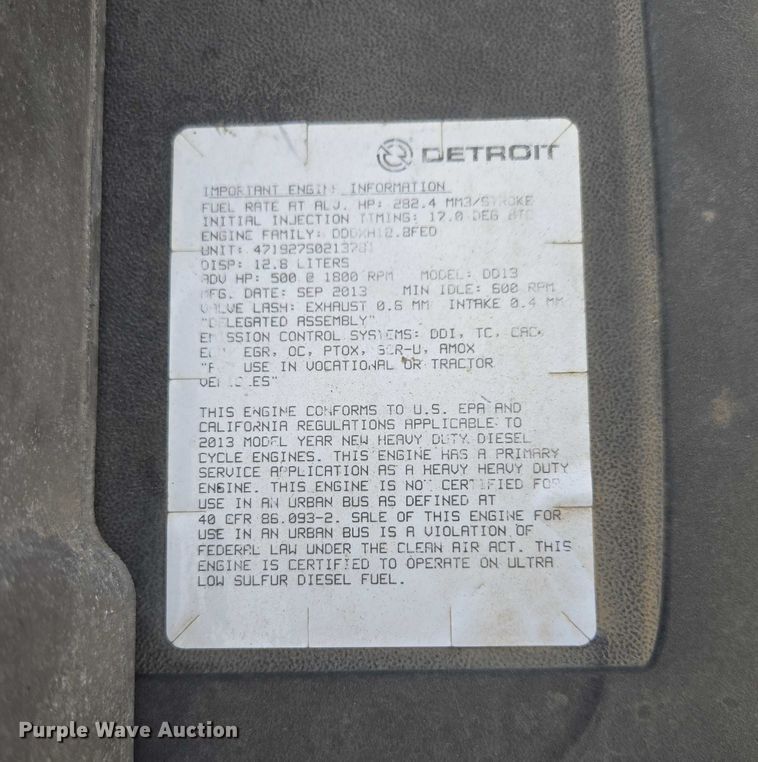 DETROIT
IMPORTANT ENGINE INFORMATION
FUEL RATE AT ADV. HP: 282.4 MM3/STROKE
INITIAL INJECTION TIMING: 17.0 DEG BTC
ENGINE FAMILY: DDDXH12.8FED
UNIT: 471927S0213781
DISP: 12.8 LITERS
ADV HP: 500 @ 1800 RPM MODEL: DD13
MFG. DATE: SEP 2013 MIN IDLE: 600 RPM
VALVE LASH: EXHAUST 0.6 MM INTAKE 0.4 MM
"DELEGATED ASSEMBLY"
EMISSION CONTROL SYSTEMS: DDI, TC, CAC,
EGR, OC, PTOX, SCR-U, AMOX
USE IN VOCATIONAL OR TRACTOR
VEHICLES"
THIS ENGINE CONFORMS TO U.S. EPA AND
CALIFORNIA REGULATIONS APPLICABLE TO
2013 MODEL YEAR NEW HEAVY DUTY DIESEL
CYCLE ENGINES. THIS ENGINE HAS A PRIMARY
SERVICE APPLICATION AS A HEAVY HEAVY DUTY
ENGINE. THIS ENGINE IS NOT CERTIFIED FOR
USE IN AN URBAN BUS AS DEFINED AT
40 CFR 86.093-2. SALE OF THIS ENGINE FOR
USE IN AN URBAN BUS IS A VIOLATION OF
FEDERAL LAW UNDER THE CLEAN AIR ACT. THIS
ENGINE IS CERTIFIED TO OPERATE ON ULTRA
LOW SULFUR DIESEL FUEL.
Purple Wave Auction